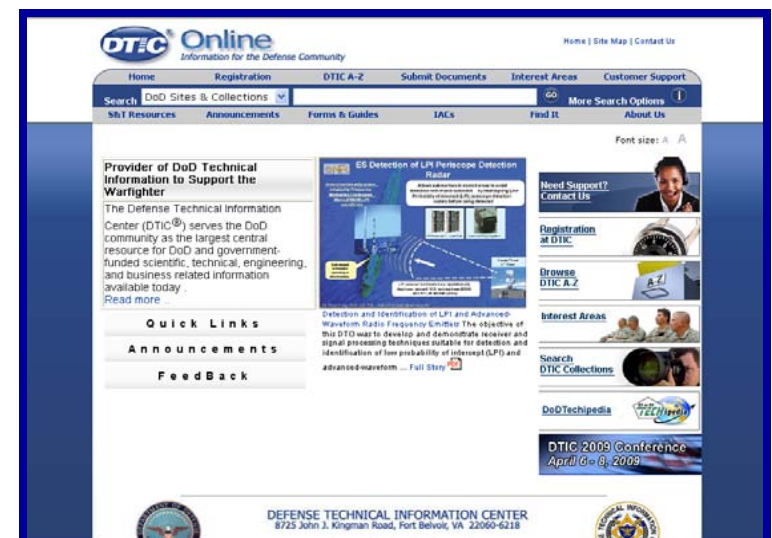 DTIC® Online
Information for the Defense Community
Home | Site Map | Contact Us
Home Registration DTIC A-Z Submit Documents Interest Areas Customer Support
Search DoD Sites & Collections GO More Search Options i
S&T Resources Announcements Forms & Guides IACs Find It About Us
Font size: A A
Provider of DoD Technical
Information to Support the
Warfighter
The Defense Technical Information
Center (DTIC®) serves the DoD
community as the largest central
resource for DoD and government-
funded scientific, technical, engineering,
and business related information
available today .
Read more ..
Quick Links
Announcements
FeedBack
ES Detection of LPI Periscope Detection
Radar
Detection and Identification of LPI and Advanced-
Waveform Radio Frequency Emitters The objective of
this DTO was to develop and demonstrate receiver and
signal processing techniques suitable for detection and
identification of low probability of intercept (LPI) and
advanced-waveform ... Full Story PDF
Need Support?
Contact Us
Registration
at DTIC
Browse
DTIC A-Z
A-Z
Interest Areas
Search
DTIC Collections
DoDTechipedia
TECHipedia
DTIC 2009 Conference
April 6 - 8, 2009
DEFENSE TECHNICAL INFORMATION CENTER
8725 John J. Kingman Road, Fort Belvoir, VA 22060-6218